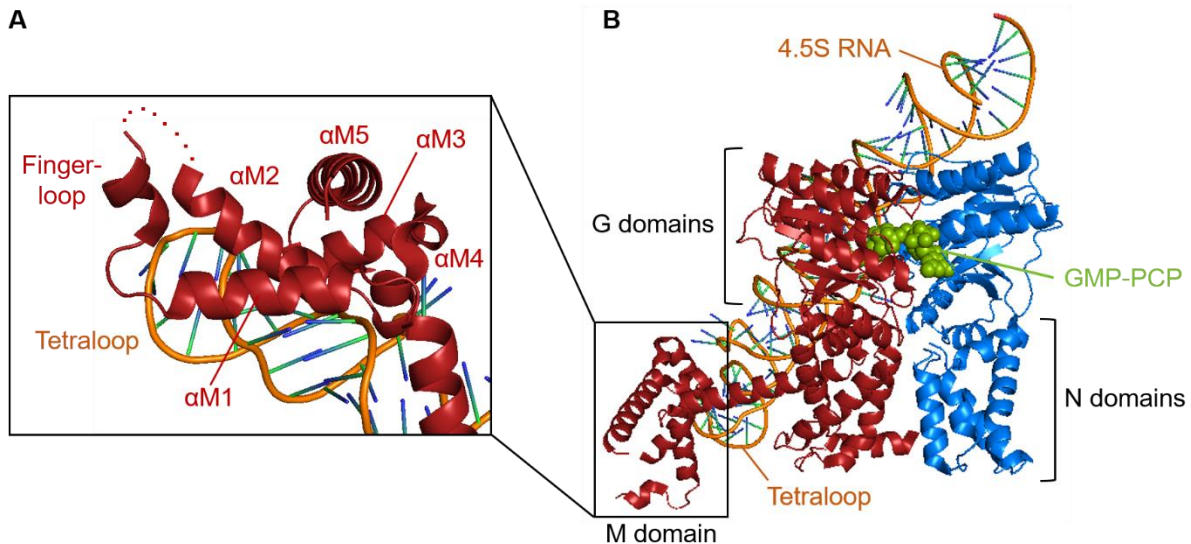 A
Finger-
loop
αM2
αM5
αM3
αM4
Tetraloop
αM1
B
4.5S RNA
G domains
GMP-PCP
N domains
Tetraloop
M domain